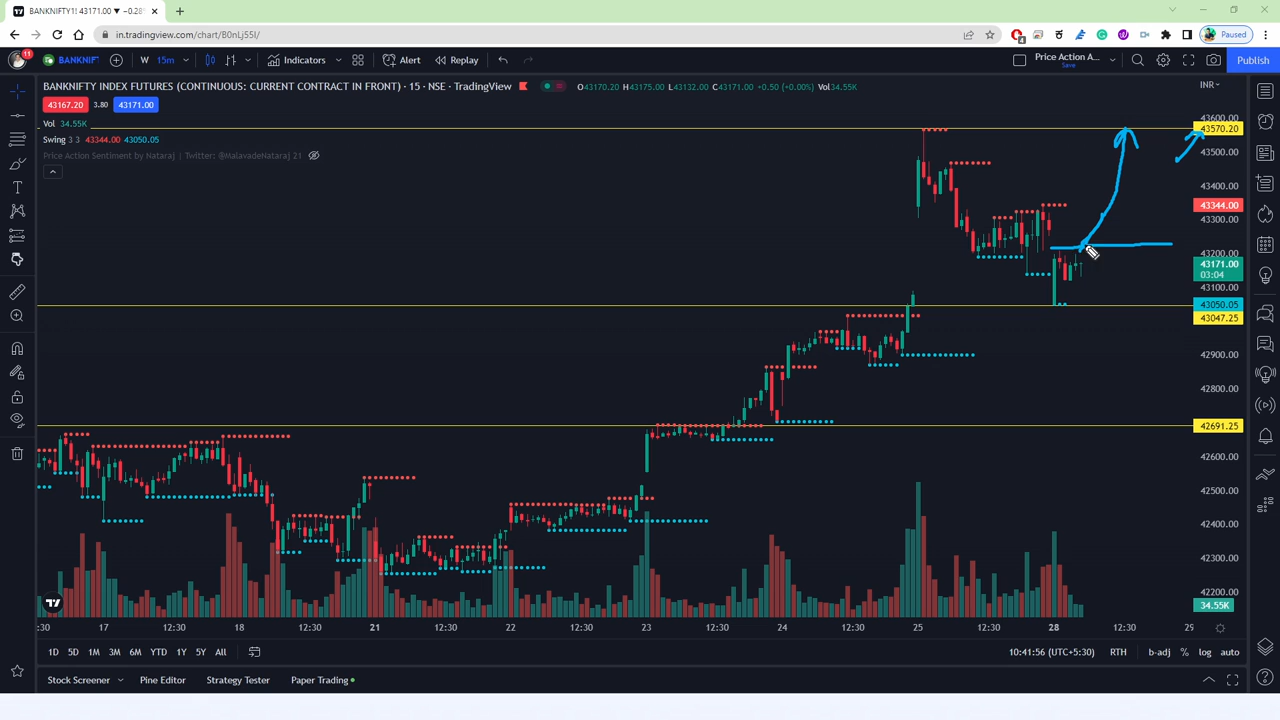 BANKNIFTY1! 43171.00 ▼ −0.28%
in.tradingview.com/chart/B0nLj55I/
Paused
11
BANKNIF
W 15m
Indicators
Alert
Replay
Price Action A...
Save
Publish
BANKNIFTY INDEX FUTURES (CONTINUOUS: CURRENT CONTRACT IN FRONT) · 15 · NSE · TradingView
O43170.20 H43175.00 L43132.00 C43171.00 +0.50 (+0.00%) Vol34.55K
INR
43167.20 3.80 43171.00
Vol 34.55K
Swing 3 3 43344.00 43050.05
Price Action Sentiment by Nataraj | Twitter: @MalavadeNataraj 21
43600.00
43570.20
43500.00
43400.00
43344.00
43300.00
43200.00
43171.00
03:04
43100.00
43050.05
43047.25
42900.00
42800.00
42691.25
42600.00
42500.00
42400.00
42300.00
42200.00
34.55K
:30 17 12:30 18 12:30 21 12:30 22 12:30 23 12:30 24 12:30 25 12:30 28 12:30 29
1D 5D 1M 3M 6M YTD 1Y 5Y All
10:41:56 (UTC+5:30) RTH b-adj % log auto
Stock Screener Pine Editor Strategy Tester Paper Trading